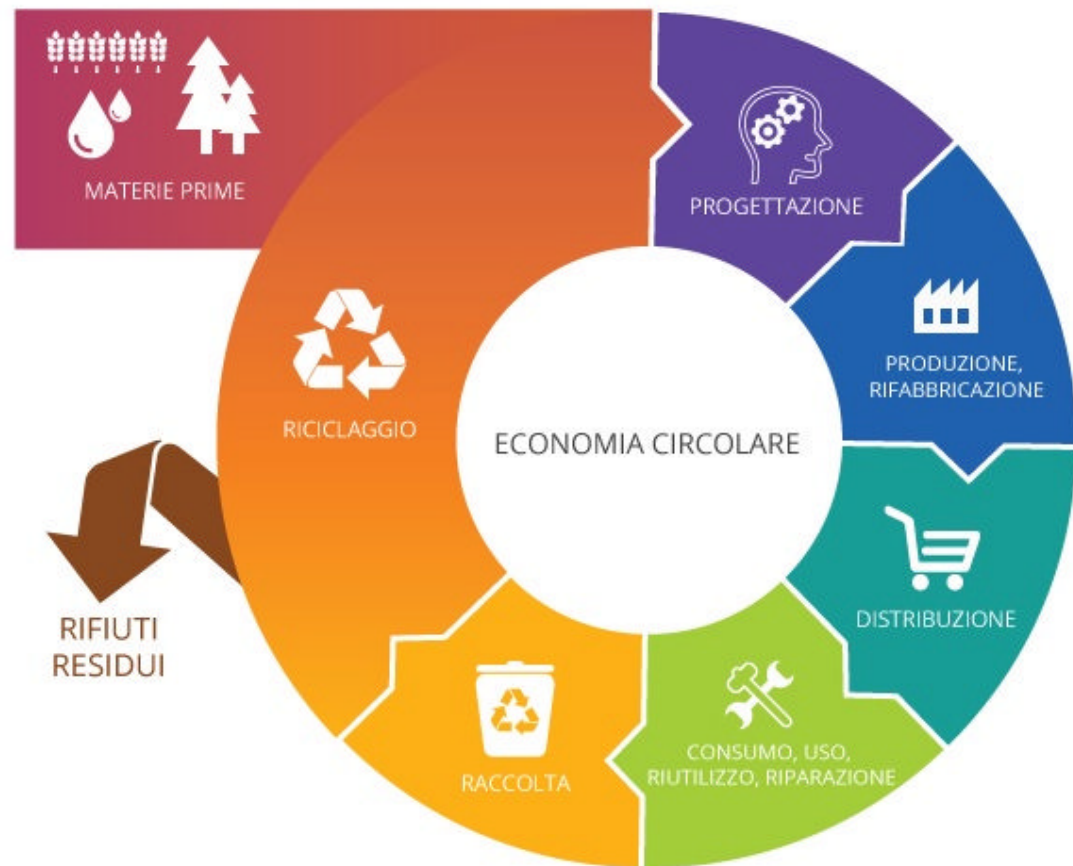 MATERIE PRIME
PROGETTAZIONE
PRODUZIONE,
RIFABBRICAZIONE
DISTRIBUZIONE
CONSUMO, USO,
RIUTILIZZO, RIPARAZIONE
RACCOLTA
RICICLAGGIO
RIFIUTI
RESIDUI
ECONOMIA CIRCOLARE